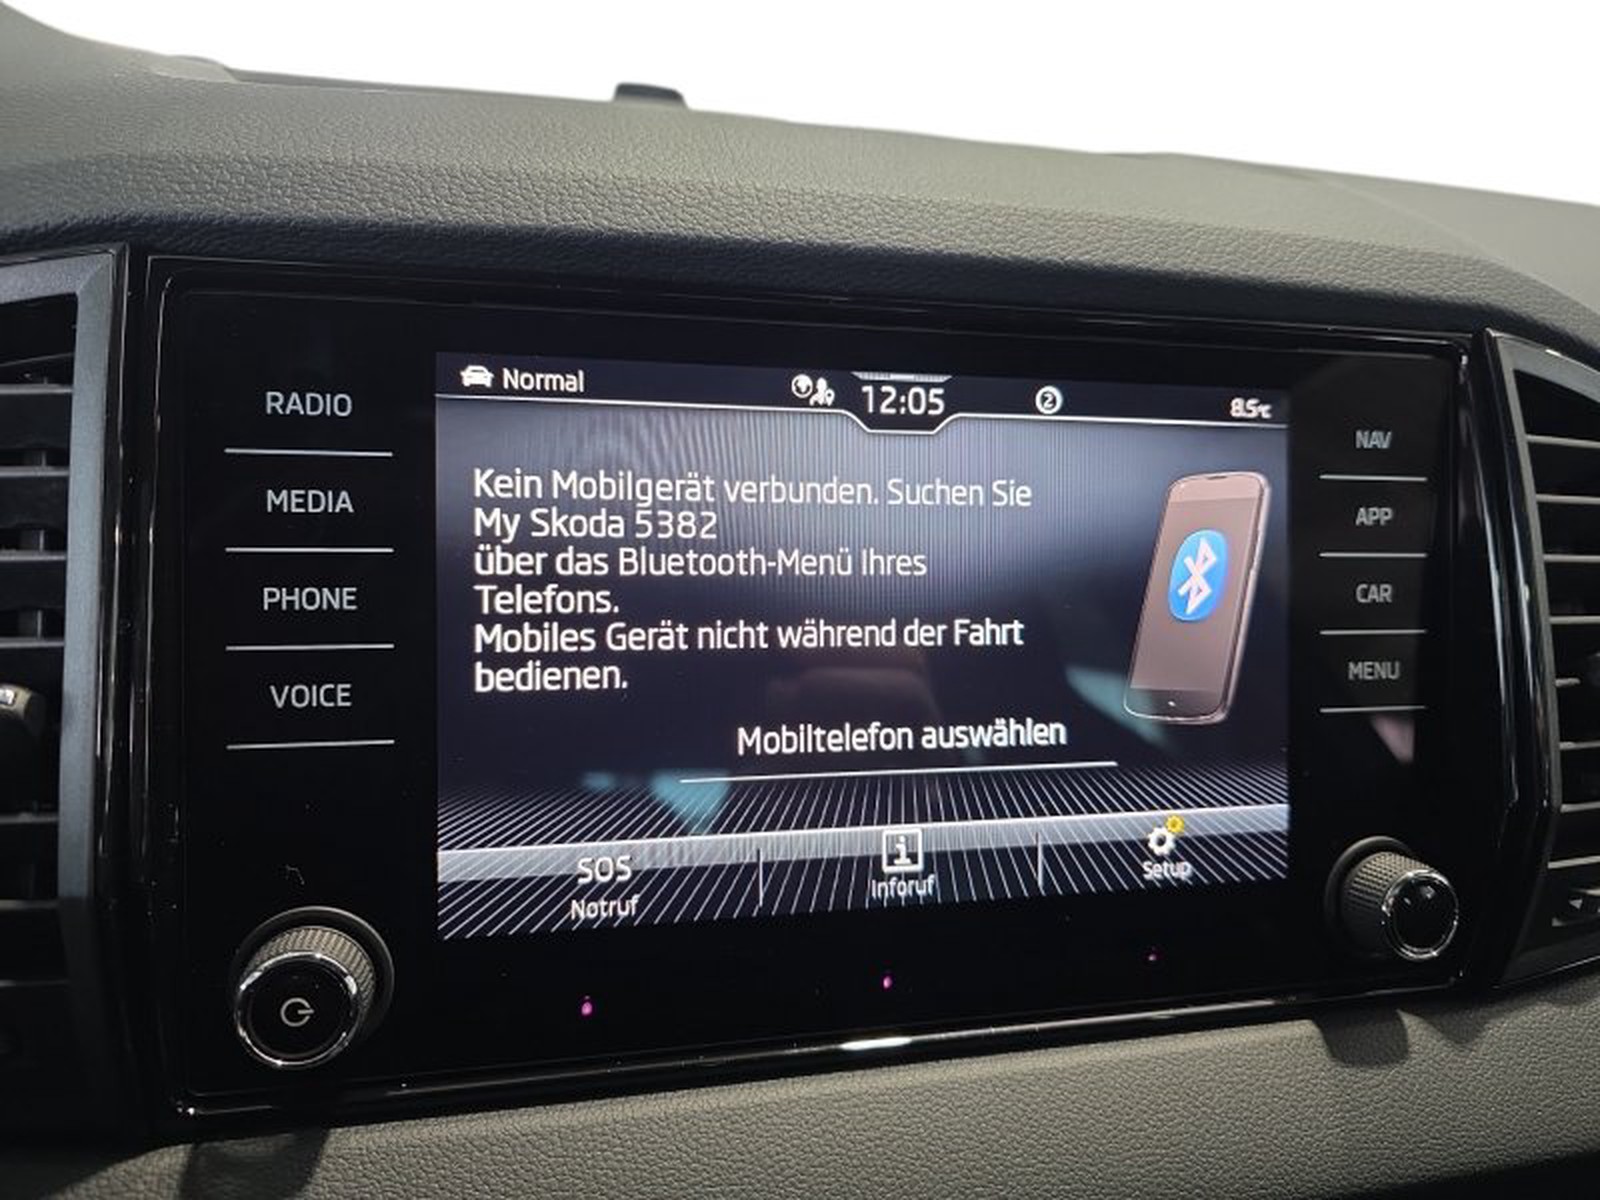 RADIO
MEDIA
PHONE
VOICE
Normal
12:05
2
8.5°C
Kein Mobilgerät verbunden. Suchen Sie
My Skoda 5382
über das Bluetooth-Menü Ihres
Telefons.
Mobiles Gerät nicht während der Fahrt
bedienen.
Mobiltelefon auswählen
SOS
Notruf
i
Inforuf
Setup
NAV
APP
CAR
MENU